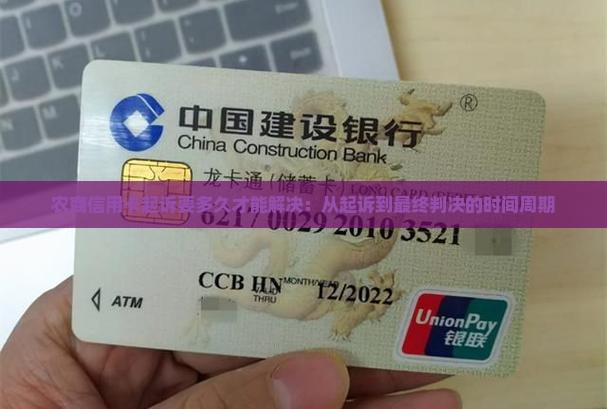 中国建设银行®
China Construction Bank
龙卡通(储蓄卡)
LONG CARD
农商信用卡起诉要多久才能解决：从起诉到最终判决的时间周期
6217 0029 2010 3521
CCB HN
MONTH/YEAR
VALID
THRU
12/2022
ATM
UnionPay
银联